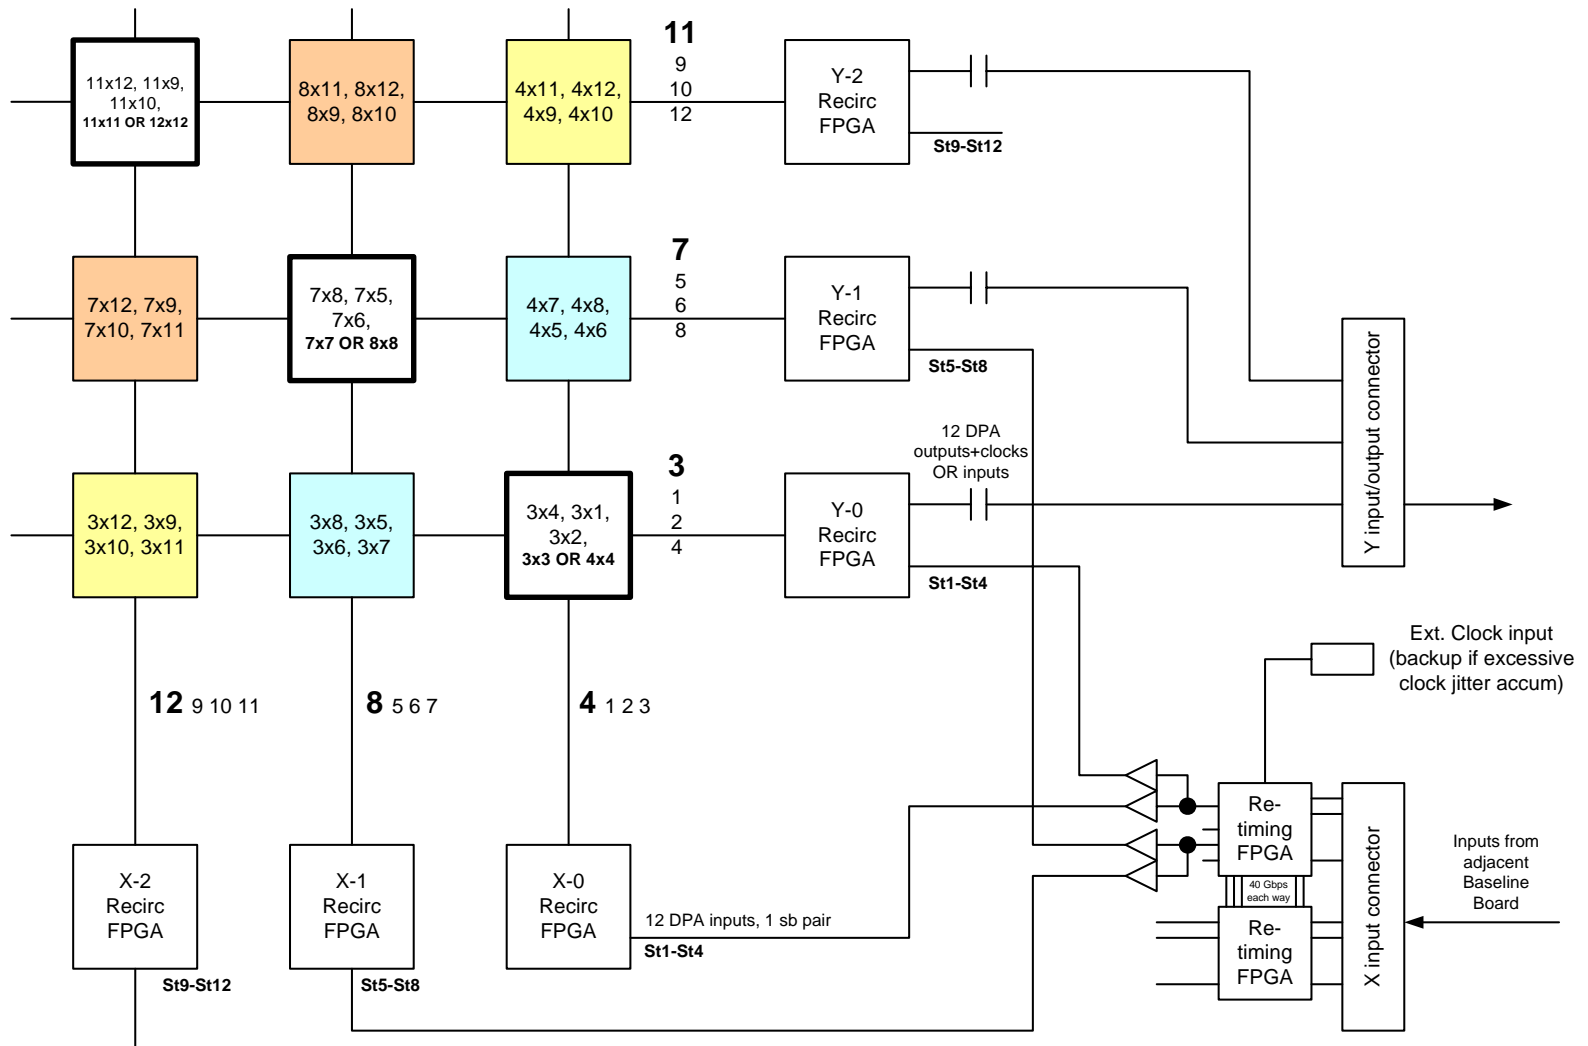 11x12, 11x9,
11x10,
11x11 OR 12x12
8x11, 8x12,
8x9, 8x10
4x11, 4x12,
4x9, 4x10
11
9
10
12
Y-2
Recirc
FPGA
St9-St12
7x12, 7x9,
7x10, 7x11
7x8, 7x5,
7x6,
7x7 OR 8x8
4x7, 4x8,
4x5, 4x6
7
5
6
8
Y-1
Recirc
FPGA
St5-St8
Y input/output connector
12 DPA
outputs+clocks
OR inputs
3x12, 3x9,
3x10, 3x11
3x8, 3x5,
3x6, 3x7
3x4, 3x1,
3x2,
3x3 OR 4x4
3
1
2
4
Y-0
Recirc
FPGA
St1-St4
Ext. Clock input
(backup if excessive
clock jitter accum)
12 9 10 11
8 5 6 7
4 1 2 3
X-2
Recirc
FPGA
St9-St12
X-1
Recirc
FPGA
St5-St8
X-0
Recirc
FPGA
12 DPA inputs, 1 sb pair
St1-St4
Re-
timing
FPGA
40 Gbps
each way
Re-
timing
FPGA
X input connector
Inputs from
adjacent
Baseline
Board